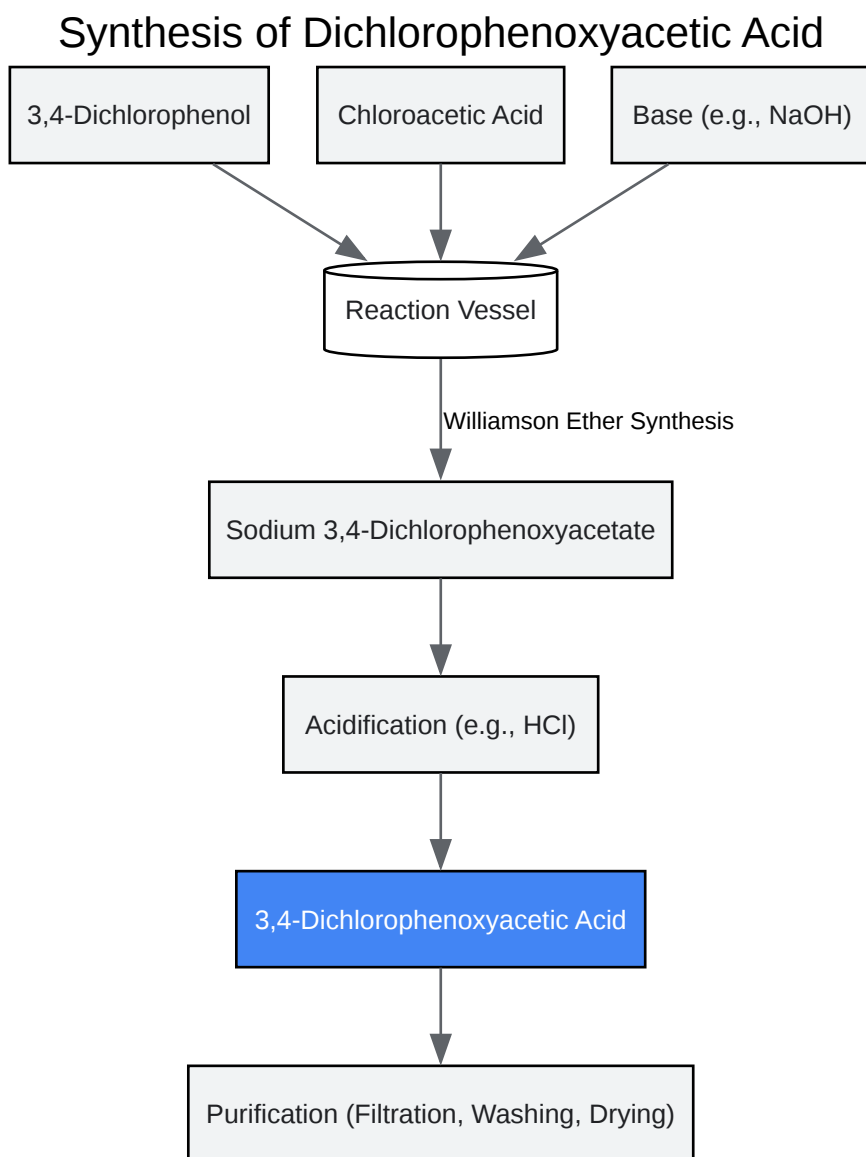 Synthesis of Dichlorophenoxyacetic Acid
3,4-Dichlorophenol
Chloroacetic Acid
Base (e.g., NaOH)
Reaction Vessel
Williamson Ether Synthesis
Sodium 3,4-Dichlorophenoxyacetate
Acidification (e.g., HCl)
3,4-Dichlorophenoxyacetic Acid
Purification (Filtration, Washing, Drying)